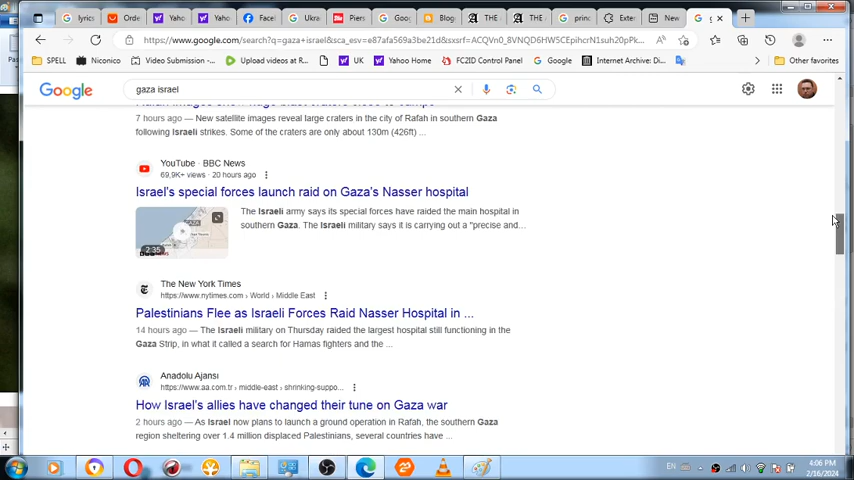 lyrics
Orde
Yaho
Yaho
Face
Ukra
Piers
Goo
Blog
THE
THE
princ
Exter
New
g
https://www.google.com/search?q=gaza+israel&sca_esv=e87afa569a3be21d&sxsrf=ACQVn0_8VNQD6HW5CEpihcrN1suh20pPk...
SPELL
Niconico
Video Submission -...
Upload videos at R...
UK
Yahoo Home
FC2ID Control Panel
Google
Internet Archive: Di...
Other favorites
Google
gaza israel
7 hours ago — New satellite images reveal large craters in the city of Rafah in southern Gaza
following Israeli strikes. Some of the craters are only about 130m (426ft) ...
YouTube · BBC News
69,9K+ views · 20 hours ago
Israel's special forces launch raid on Gaza's Nasser hospital
The Israeli army says its special forces have raided the main hospital in
southern Gaza. The Israeli military says it is carrying out a "precise and...
GAZA
2:35
NEWS
The New York Times
https://www.nytimes.com › World › Middle East
Palestinians Flee as Israeli Forces Raid Nasser Hospital in ...
14 hours ago — The Israeli military on Thursday raided the largest hospital still functioning in the
Gaza Strip, in what it called a search for Hamas fighters and the ...
Anadolu Ajansı
https://www.aa.com.tr › middle-east › shrinking-suppo...
How Israel's allies have changed their tune on Gaza war
2 hours ago — As Israel now plans to launch a ground operation in Rafah, the southern Gaza
region sheltering over 1.4 million displaced Palestinians, several countries have ...
EN
4:06 PM
2/16/2024